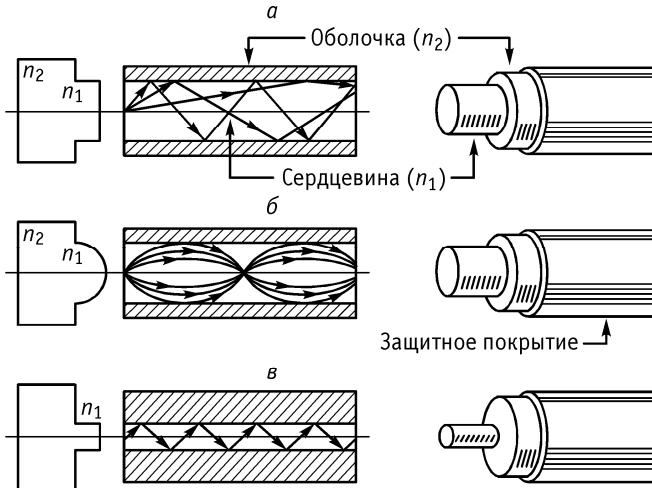 а
Оболочка (n₂)
n₂
n₁
Сердцевина (n₁)
б
n₂
n₁
Защитное покрытие
в
n₁